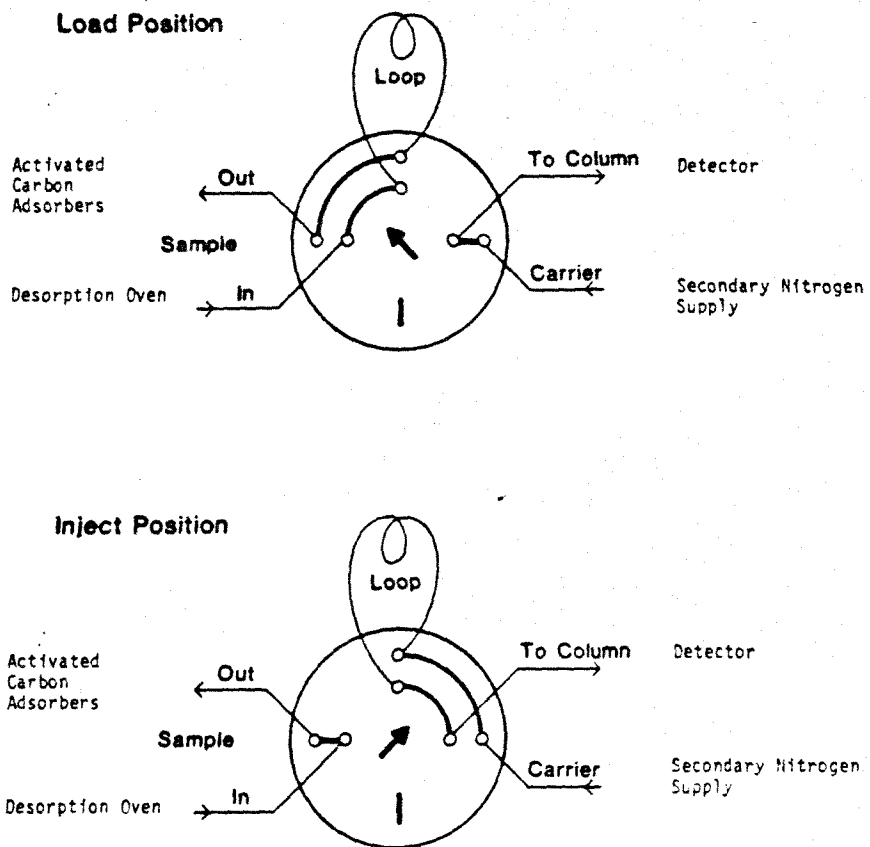 Load Position
Loop
Activated
Carbon
Adsorbers
Out
To Column
Detector
Sample
Desorption Oven
In
Carrier
Secondary Nitrogen
Supply
Inject Position
Loop
Activated
Carbon
Adsorbers
Out
To Column
Detector
Sample
Desorption Oven
In
Carrier
Secondary Nitrogen
Supply